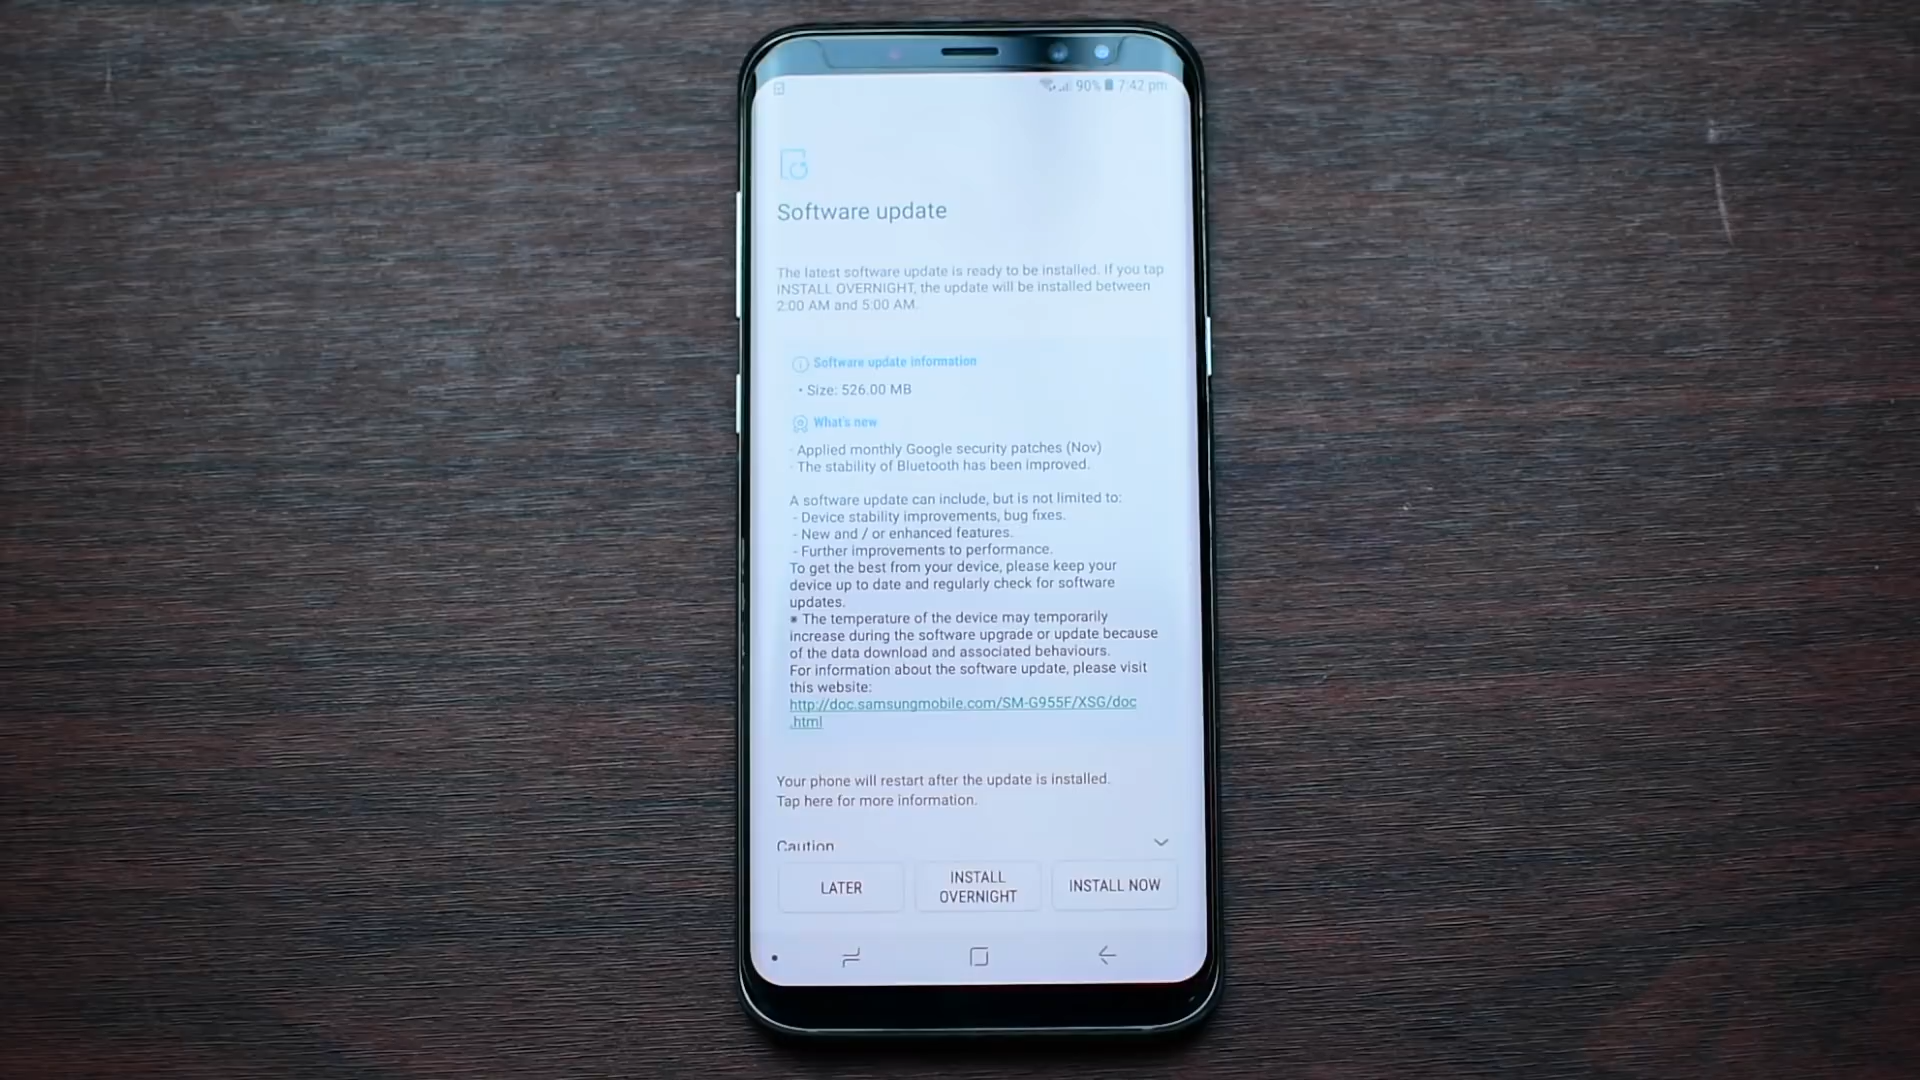 90% 7:42 pm
Software update
The latest software update is ready to be installed. If you tap
INSTALL OVERNIGHT, the update will be installed between
2:00 AM and 5:00 AM.
Software update information
• Size: 526.00 MB
What's new
- Applied monthly Google security patches (Nov)
- The stability of Bluetooth has been improved.
A software update can include, but is not limited to:
- Device stability improvements, bug fixes.
- New and / or enhanced features.
- Further improvements to performance.
To get the best from your device, please keep your
device up to date and regularly check for software
updates.
※ The temperature of the device may temporarily
increase during the software upgrade or update because
of the data download and associated behaviours.
For information about the software update, please visit
this website:
http://doc.samsungmobile.com/SM-G955F/XSG/doc
.html
Your phone will restart after the update is installed.
Tap here for more information.
Caution
LATER
INSTALL
OVERNIGHT
INSTALL NOW